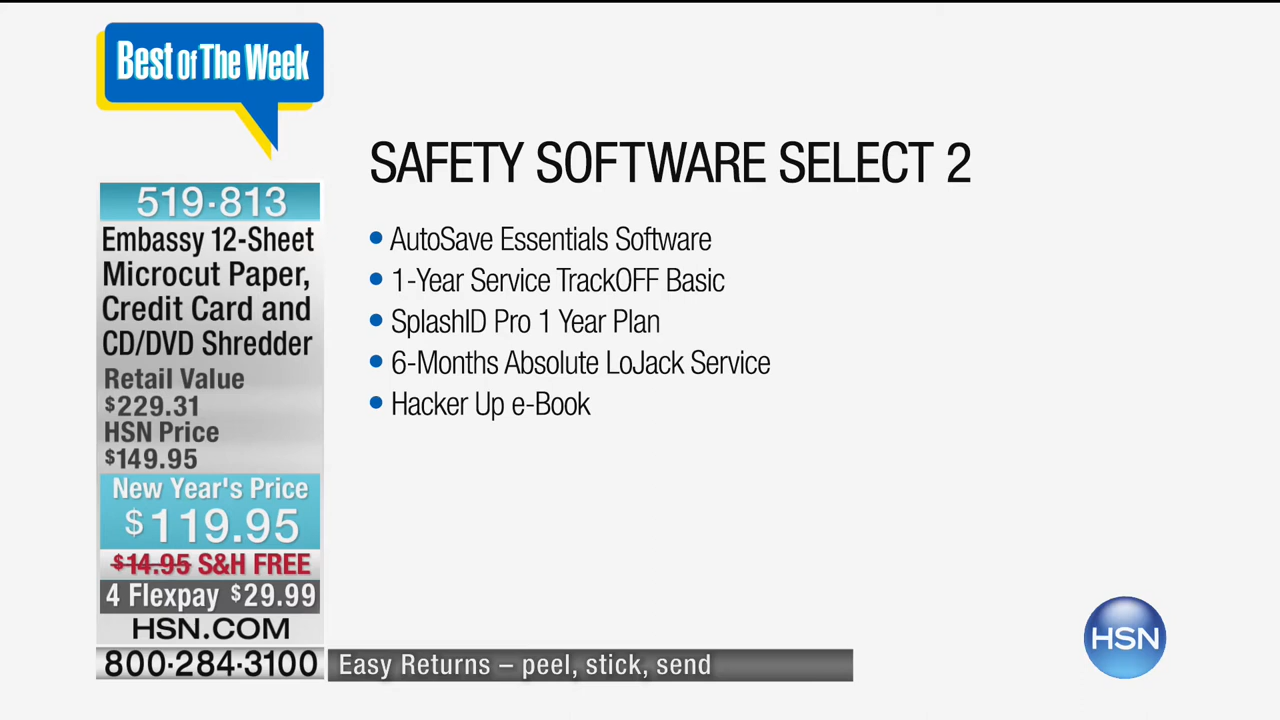 Best of The Week
SAFETY SOFTWARE SELECT 2
• AutoSave Essentials Software
• 1-Year Service TrackOFF Basic
• SplashID Pro 1 Year Plan
• 6-Months Absolute LoJack Service
• Hacker Up e-Book
519·813
Embassy 12-Sheet
Microcut Paper,
Credit Card and
CD/DVD Shredder
Retail Value
$229.31
HSN Price
$149.95
New Year's Price
$119.95
$14.95 S&H FREE
4 Flexpay $29.99
HSN.COM
800·284·3100
Easy Returns – peel, stick, send
HSN